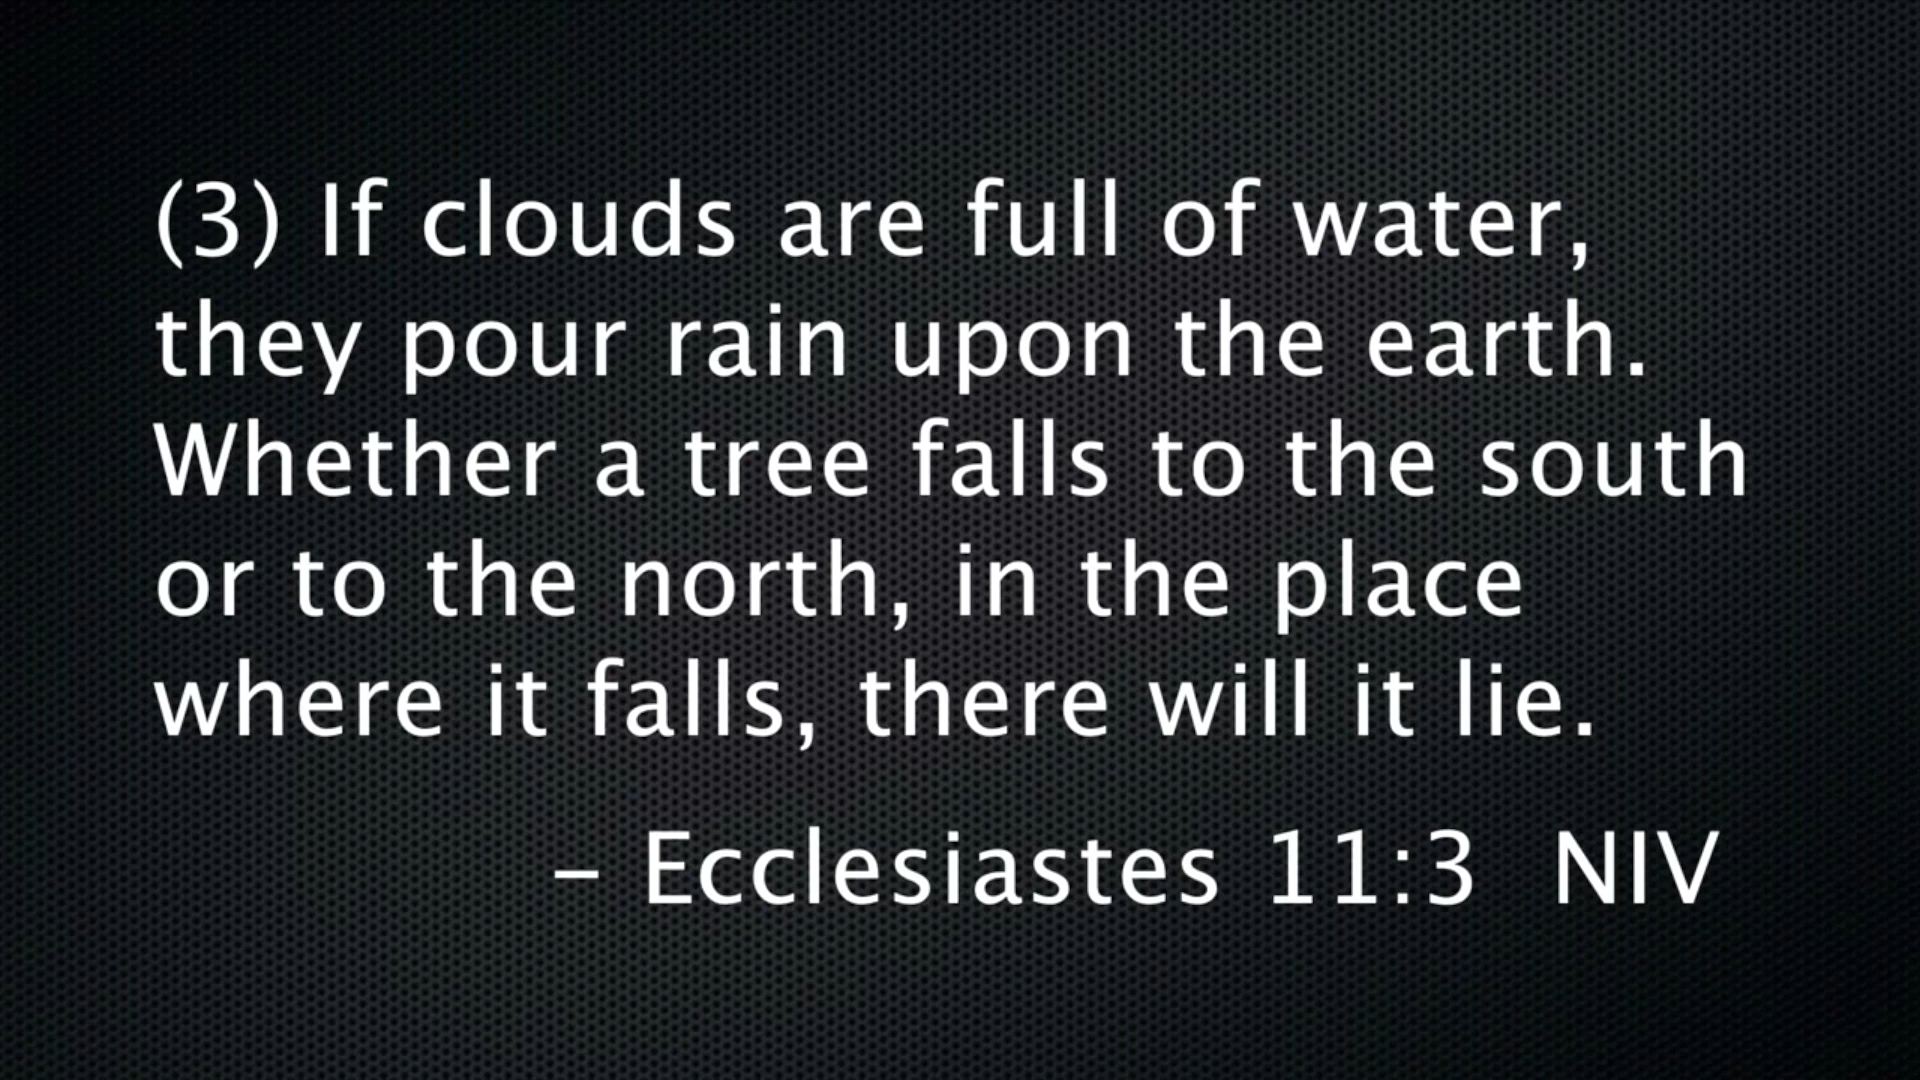 (3) If clouds are full of water,
they pour rain upon the earth.
Whether a tree falls to the south
or to the north, in the place
where it falls, there will it lie.
– Ecclesiastes 11:3  NIV